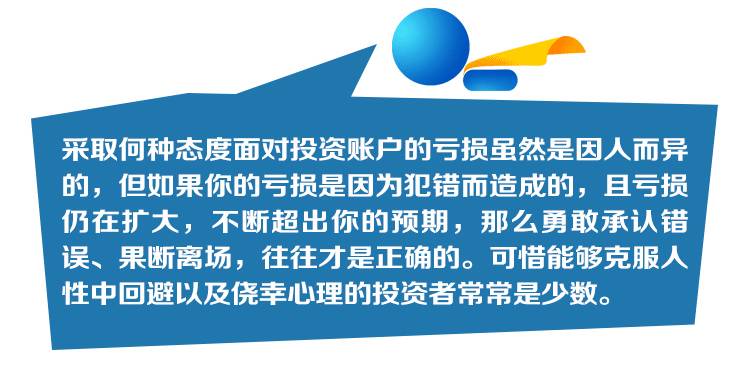 采取何种态度面对投资账户的亏损虽然是因人而异
的，但如果你的亏损是因为犯错而造成的，且亏损
仍在扩大，不断超出你的预期，那么勇敢承认错
误、果断离场，往往才是正确的。可惜能够克服人
性中回避以及侥幸心理的投资者常常是少数。